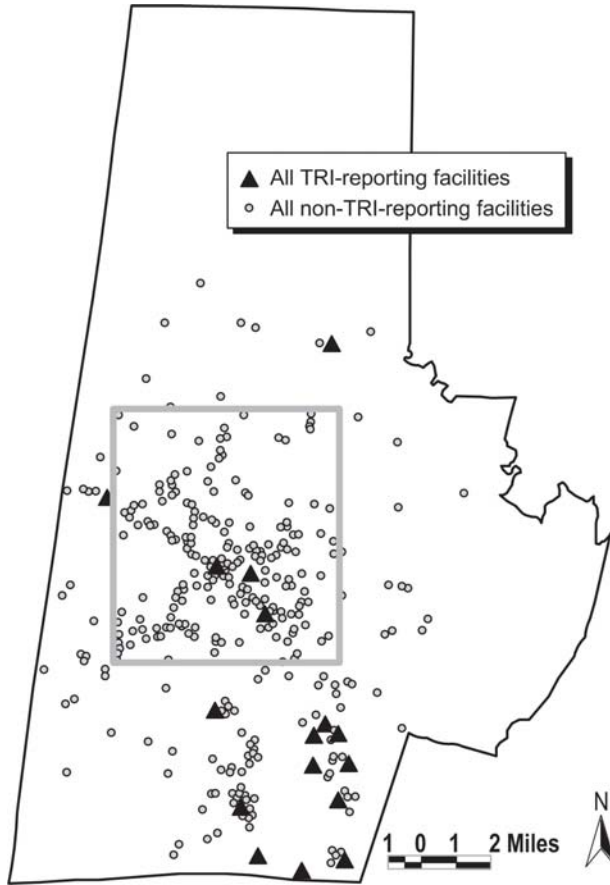 All TRI-reporting facilities
All non-TRI-reporting facilities
N
1 0 1 2 Miles